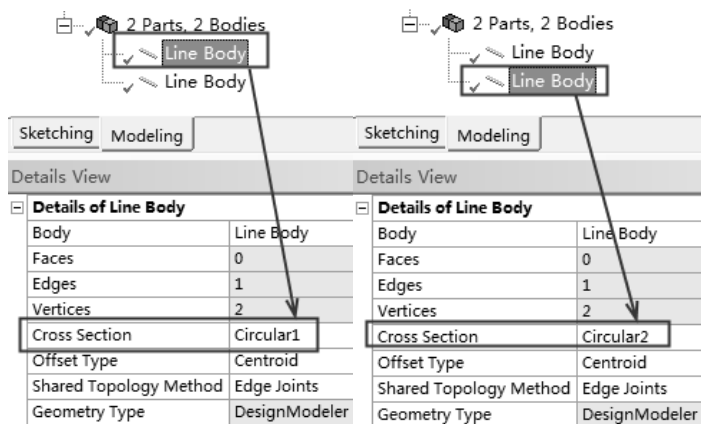 2 Parts, 2 Bodies
Line Body
Line Body
Sketching Modeling
Details View
Details of Line Body
Body Line Body
Faces 0
Edges 1
Vertices 2
Cross Section Circular1
Offset Type Centroid
Shared Topology Method Edge Joints
Geometry Type DesignModeler
2 Parts, 2 Bodies
Line Body
Line Body
Sketching Modeling
Details View
Details of Line Body
Body Line Body
Faces 0
Edges 1
Vertices 2
Cross Section Circular2
Offset Type Centroid
Shared Topology Method Edge Joints
Geometry Type DesignModeler